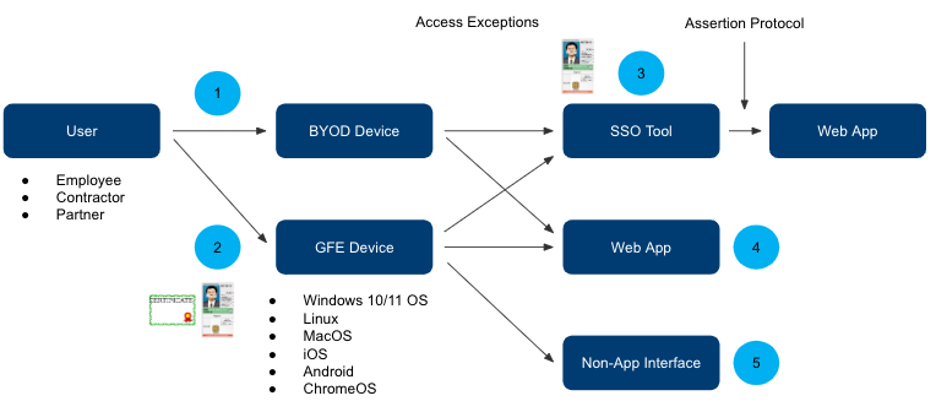 Access Exceptions
Assertion Protocol
1
3
User
BYOD Device
SSO Tool
Web App
● Employee
● Contractor
● Partner
2
GFE Device
Web App
4
CERTIFICATE
● Windows 10/11 OS
● Linux
● MacOS
● iOS
● Android
● ChromeOS
Non-App Interface
5